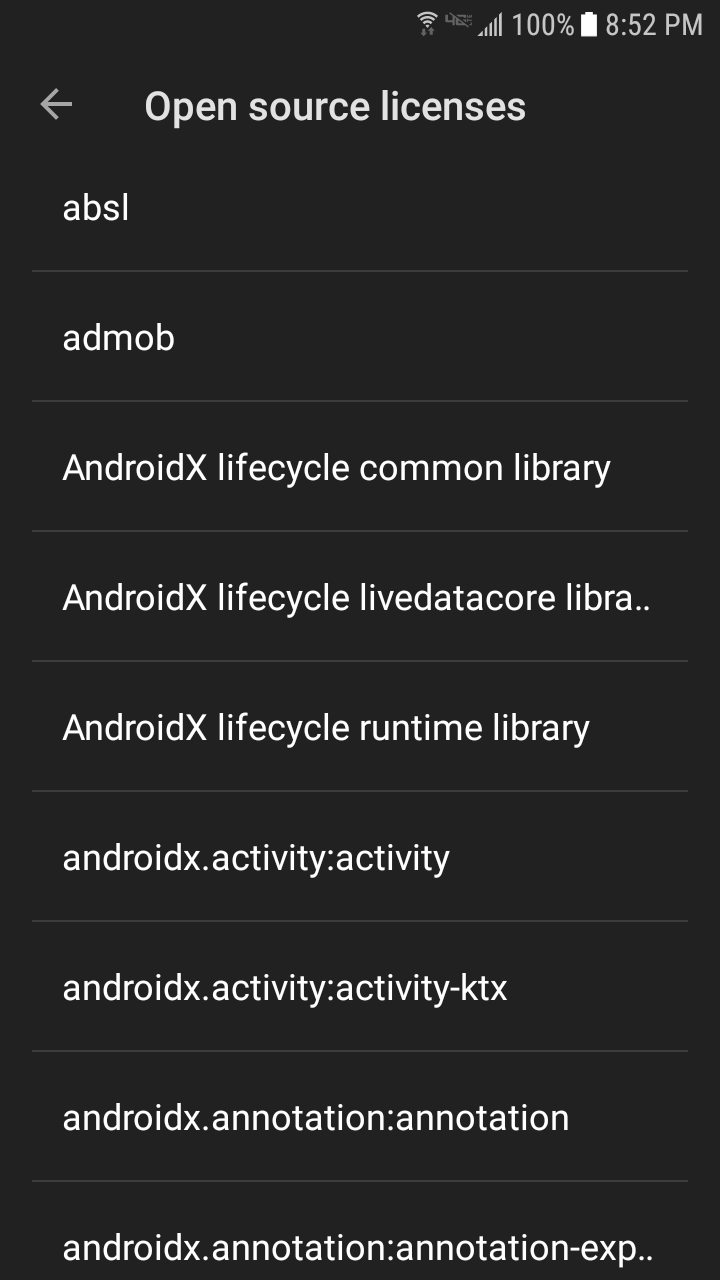 100% 8:52 PM
Open source licenses
absl
admob
AndroidX lifecycle common library
AndroidX lifecycle livedatacore libra..
AndroidX lifecycle runtime library
androidx.activity:activity
androidx.activity:activity-ktx
androidx.annotation:annotation
androidx.annotation:annotation-exp..